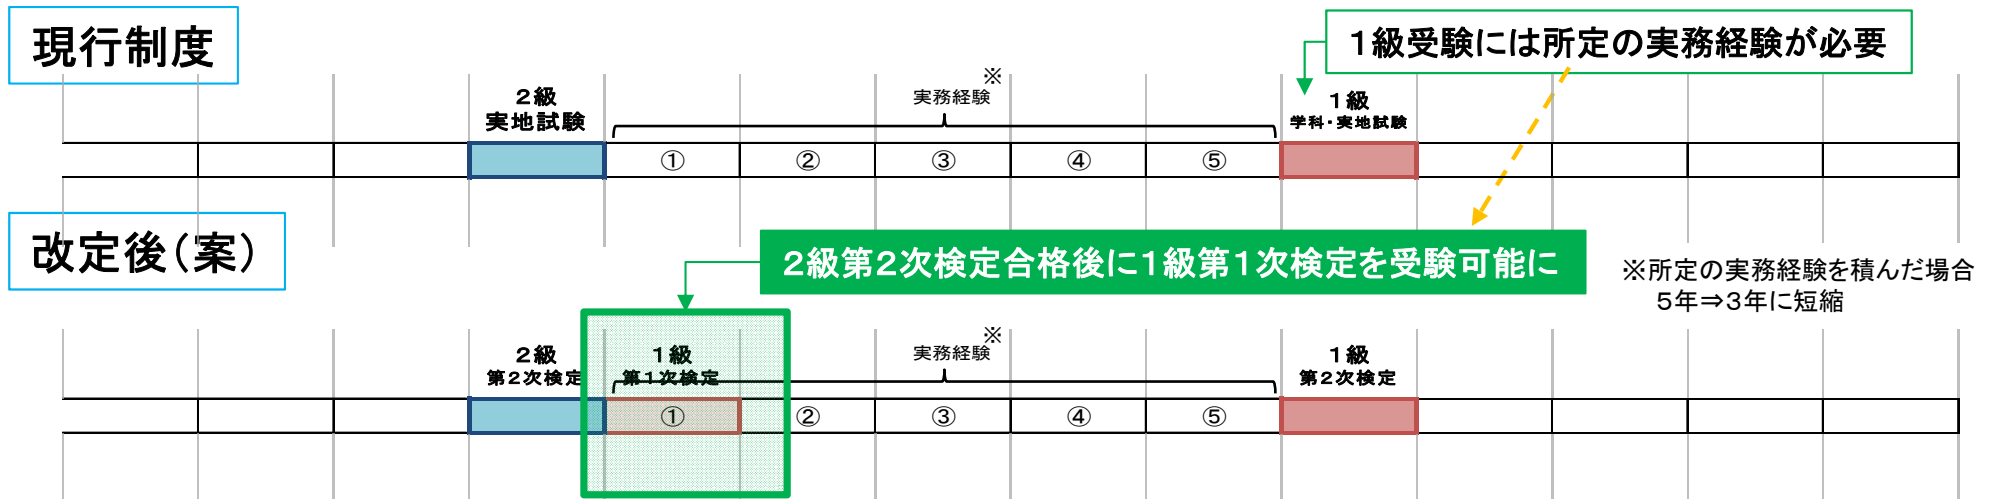 現行制度
1級受験には所定の実務経験が必要
※
2級
実地試験
実務経験
1級
学科・実地試験
①
②
③
④
⑤
改定後(案)
2級第2次検定合格後に1級第1次検定を受験可能に
※所定の実務経験を積んだ場合
5年⇒3年に短縮
※
2級
第2次検定
1級
第1次検定
実務経験
1級
第2次検定
①
②
③
④
⑤